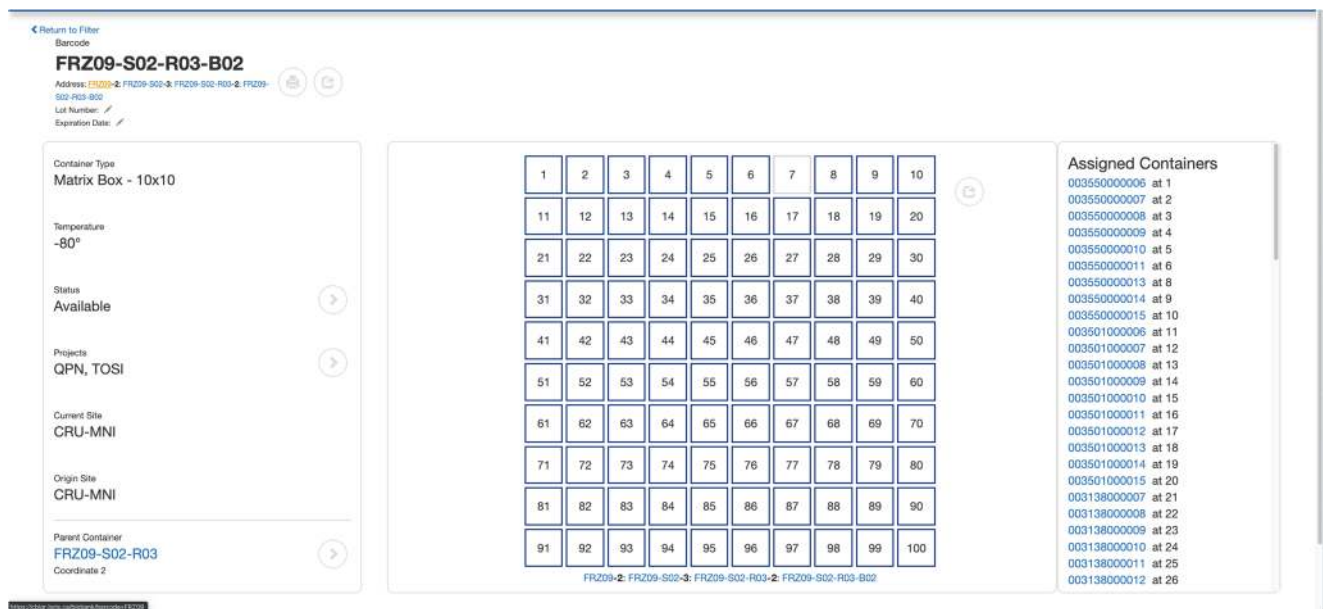 Return to Filter
Barcode
FRZ09-S02-R03-B02
Address: FRZ09-2: FRZ09-S02-3: FRZ09-S02-R03-2: FRZ09-
S02-R03-B02
Lot Number:
Expiration Date:
Container Type
Matrix Box - 10x10
Temperature
-80°
Status
Available
Projects
QPN, TOSI
Current Site
CRU-MNI
Origin Site
CRU-MNI
Parent Container
FRZ09-S02-R03
Coordinate 2
1 2 3 4 5 6 7 8 9 10
11 12 13 14 15 16 17 18 19 20
21 22 23 24 25 26 27 28 29 30
31 32 33 34 35 36 37 38 39 40
41 42 43 44 45 46 47 48 49 50
51 52 53 54 55 56 57 58 59 60
61 62 63 64 65 66 67 68 69 70
71 72 73 74 75 76 77 78 79 80
81 82 83 84 85 86 87 88 89 90
91 92 93 94 95 96 97 98 99 100
FRZ09-2: FRZ09-S02-3: FRZ09-S02-R03-2: FRZ09-S02-R03-B02
Assigned Containers
003550000006 at 1
003550000007 at 2
003550000008 at 3
003550000009 at 4
003550000010 at 5
003550000011 at 6
003550000013 at 8
003550000014 at 9
003550000015 at 10
003501000006 at 11
003501000007 at 12
003501000008 at 13
003501000009 at 14
003501000010 at 15
003501000011 at 16
003501000012 at 17
003501000013 at 18
003501000014 at 19
003501000015 at 20
003138000007 at 21
003138000008 at 22
003138000009 at 23
003138000010 at 24
003138000011 at 25
003138000012 at 26